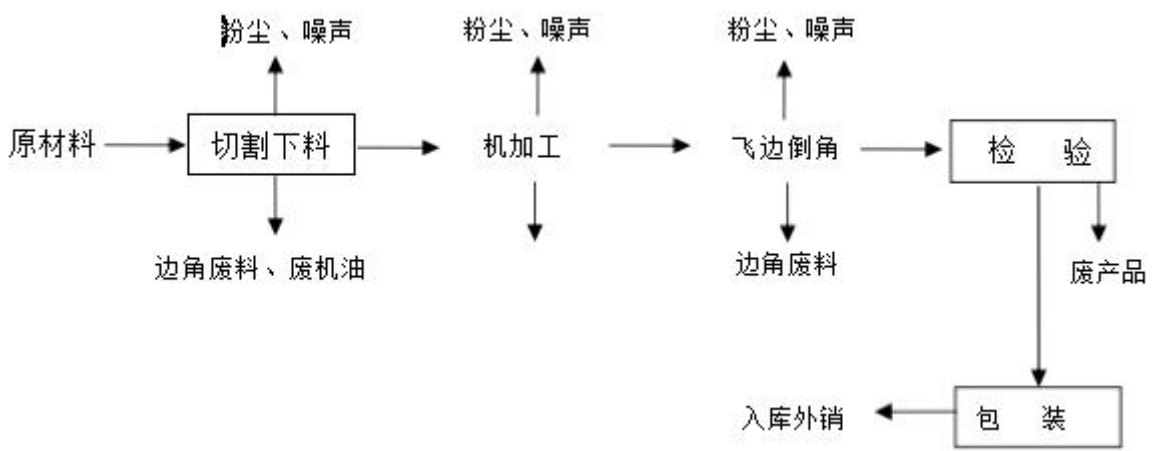 粉尘、噪声
粉尘、噪声
粉尘、噪声
原材料
切割下料
机加工
飞边倒角
检 验
边角废料、废机油
边角废料
废产品
入库外销
包 装